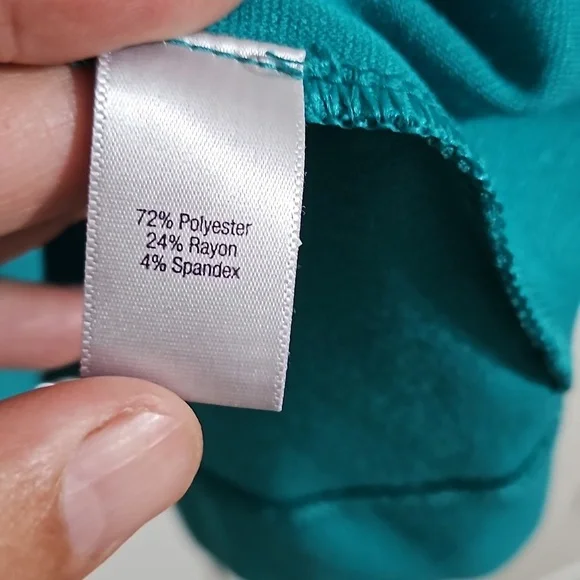 72% Polyester
24% Rayon
4% Spandex